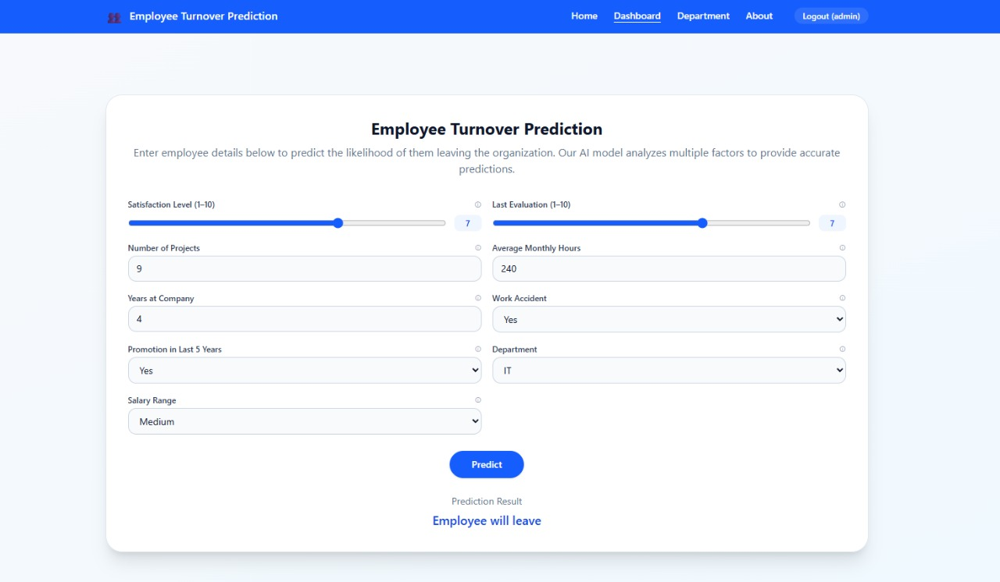 Employee Turnover Prediction
Home Dashboard Department About Logout (admin)
Employee Turnover Prediction
Enter employee details below to predict the likelihood of them leaving the organization. Our AI model analyzes multiple factors to provide accurate
predictions.
Satisfaction Level (1–10)
7
Last Evaluation (1–10)
7
Number of Projects
9
Average Monthly Hours
240
Years at Company
4
Work Accident
Yes
Promotion in Last 5 Years
Yes
Department
IT
Salary Range
Medium
Predict
Prediction Result
Employee will leave